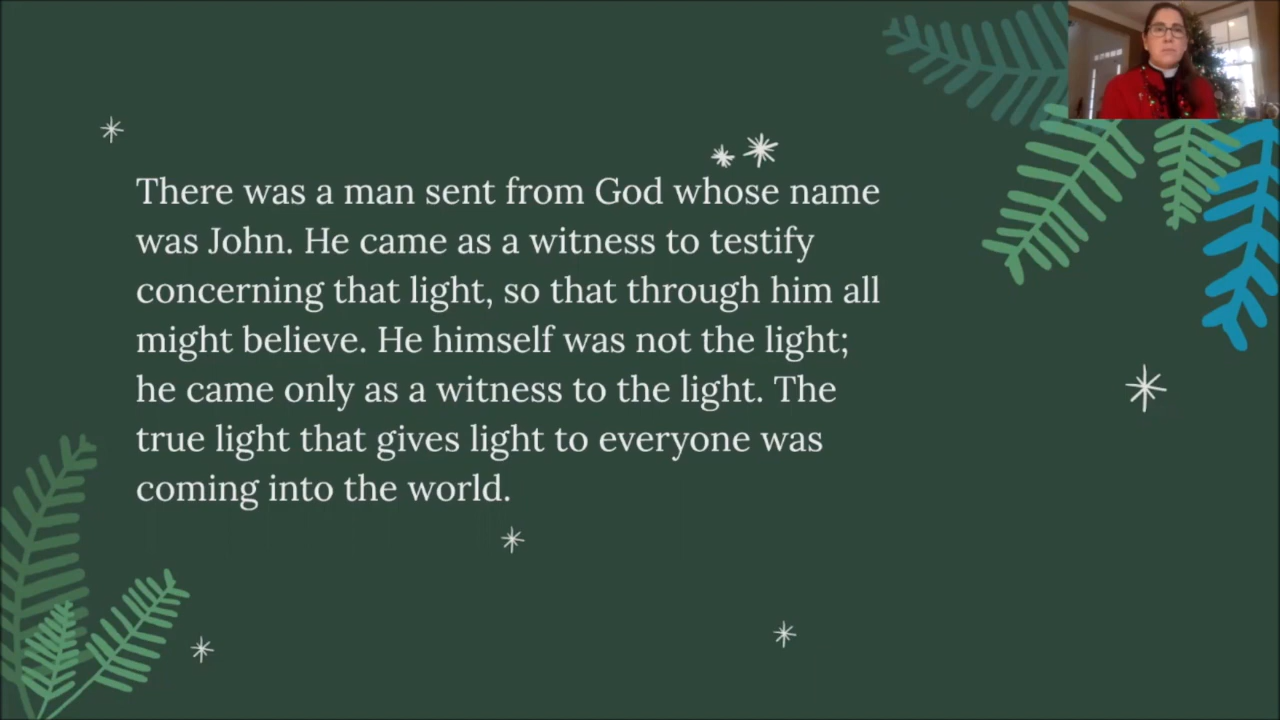 There was a man sent from God whose name
was John. He came as a witness to testify
concerning that light, so that through him all
might believe. He himself was not the light;
he came only as a witness to the light. The
true light that gives light to everyone was
coming into the world.